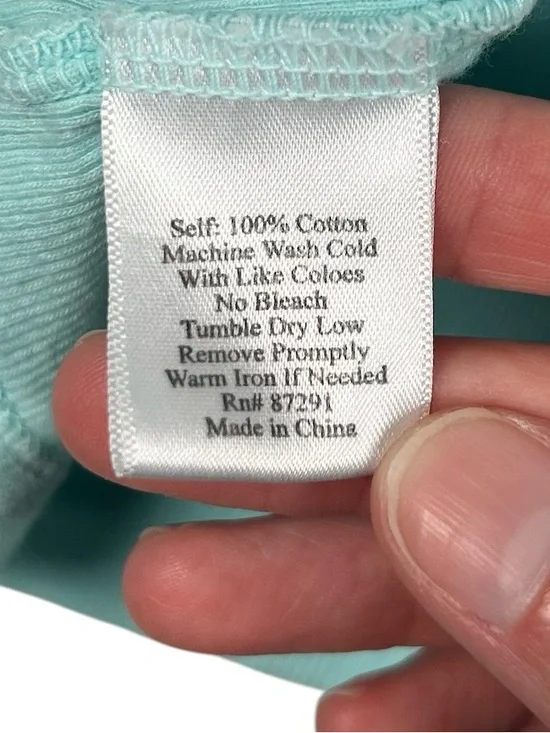 Self: 100% Cotton
Machine Wash Cold
With Like Coloes
No Bleach
Tumble Dry Low
Remove Promptly
Warm Iron If Needed
Rn# 87291
Made in China